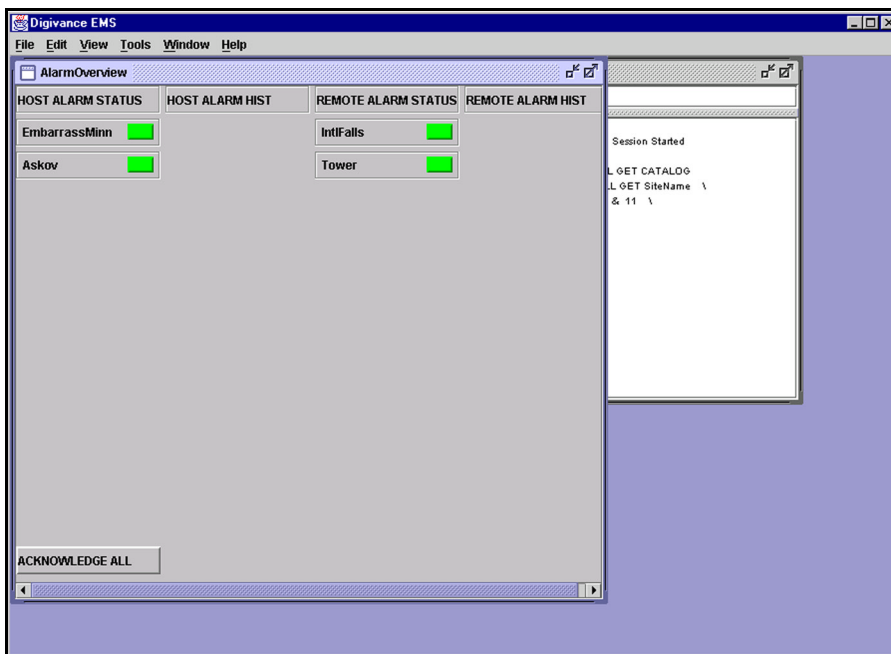 Digivance EMS
File Edit View Tools Window Help
AlarmOverview
HOST ALARM STATUS HOST ALARM HIST REMOTE ALARM STATUS REMOTE ALARM HIST
EmbarrassMinn IntlFalls
Askov Tower
ACKNOWLEDGE ALL
Session Started
L GET CATALOG
LL GET SiteName \
& 11 \